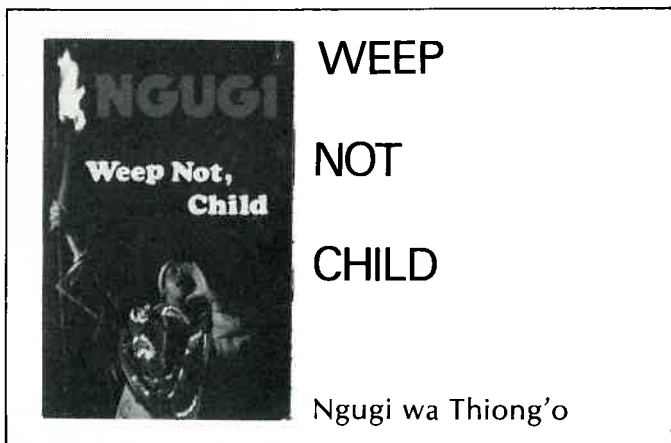 NGUGI
Weep Not,
Child
WEEP
NOT
CHILD
Ngugi wa Thiong'o